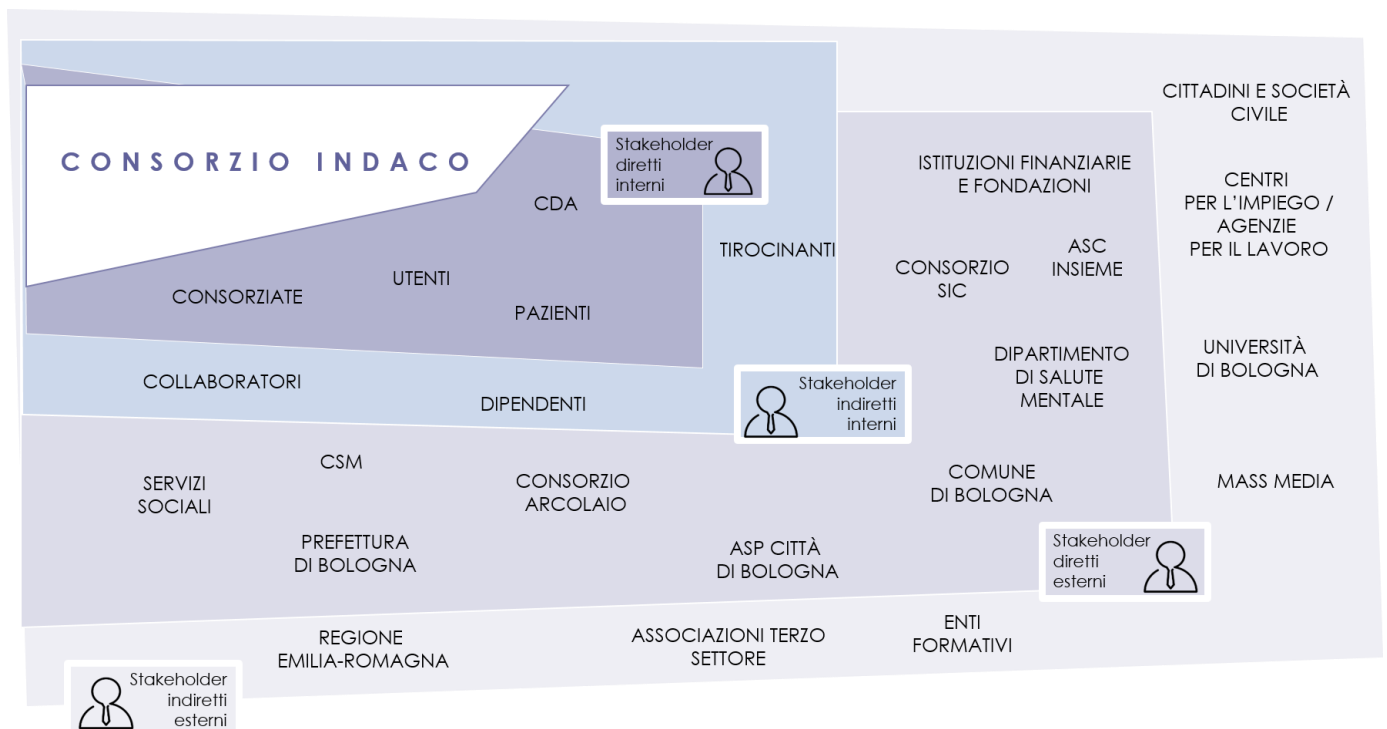 CONSORZIO INDACO
Stakeholder
diretti
interni
CDA
UTENTI
CONSORZIATE
PAZIENTI
TIROCINANTI
COLLABORATORI
DIPENDENTI
Stakeholder
indiretti
interni
ISTITUZIONI FINANZIARIE
E FONDAZIONI
CONSORZIO
SIC
ASC
INSIEME
DIPARTIMENTO
DI SALUTE
MENTALE
COMUNE
DI BOLOGNA
CSM
SERVIZI
SOCIALI
CONSORZIO
ARCOLAIO
PREFETTURA
DI BOLOGNA
ASP CITTÀ
DI BOLOGNA
Stakeholder
diretti
esterni
CITTADINI E SOCIETÀ
CIVILE
CENTRI
PER L'IMPIEGO /
AGENZIE
PER IL LAVORO
UNIVERSITÀ
DI BOLOGNA
MASS MEDIA
REGIONE
EMILIA-ROMAGNA
ASSOCIAZIONI TERZO
SETTORE
ENTI
FORMATIVI
Stakeholder
indiretti
esterni